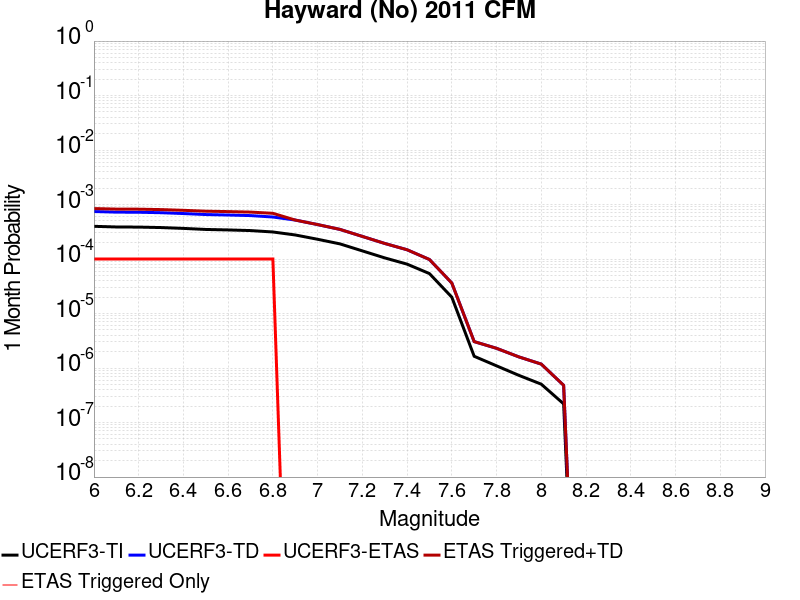 Hayward (No) 2011 CFM
10^0
10^-1
10^-2
10^-3
10^-4
10^-5
10^-6
10^-7
10^-8
1 Month Probability
6 6.2 6.4 6.6 6.8 7 7.2 7.4 7.6 7.8 8 8.2 8.4 8.6 8.8 9
Magnitude
UCERF3-TI UCERF3-TD UCERF3-ETAS ETAS Triggered+TD
ETAS Triggered Only